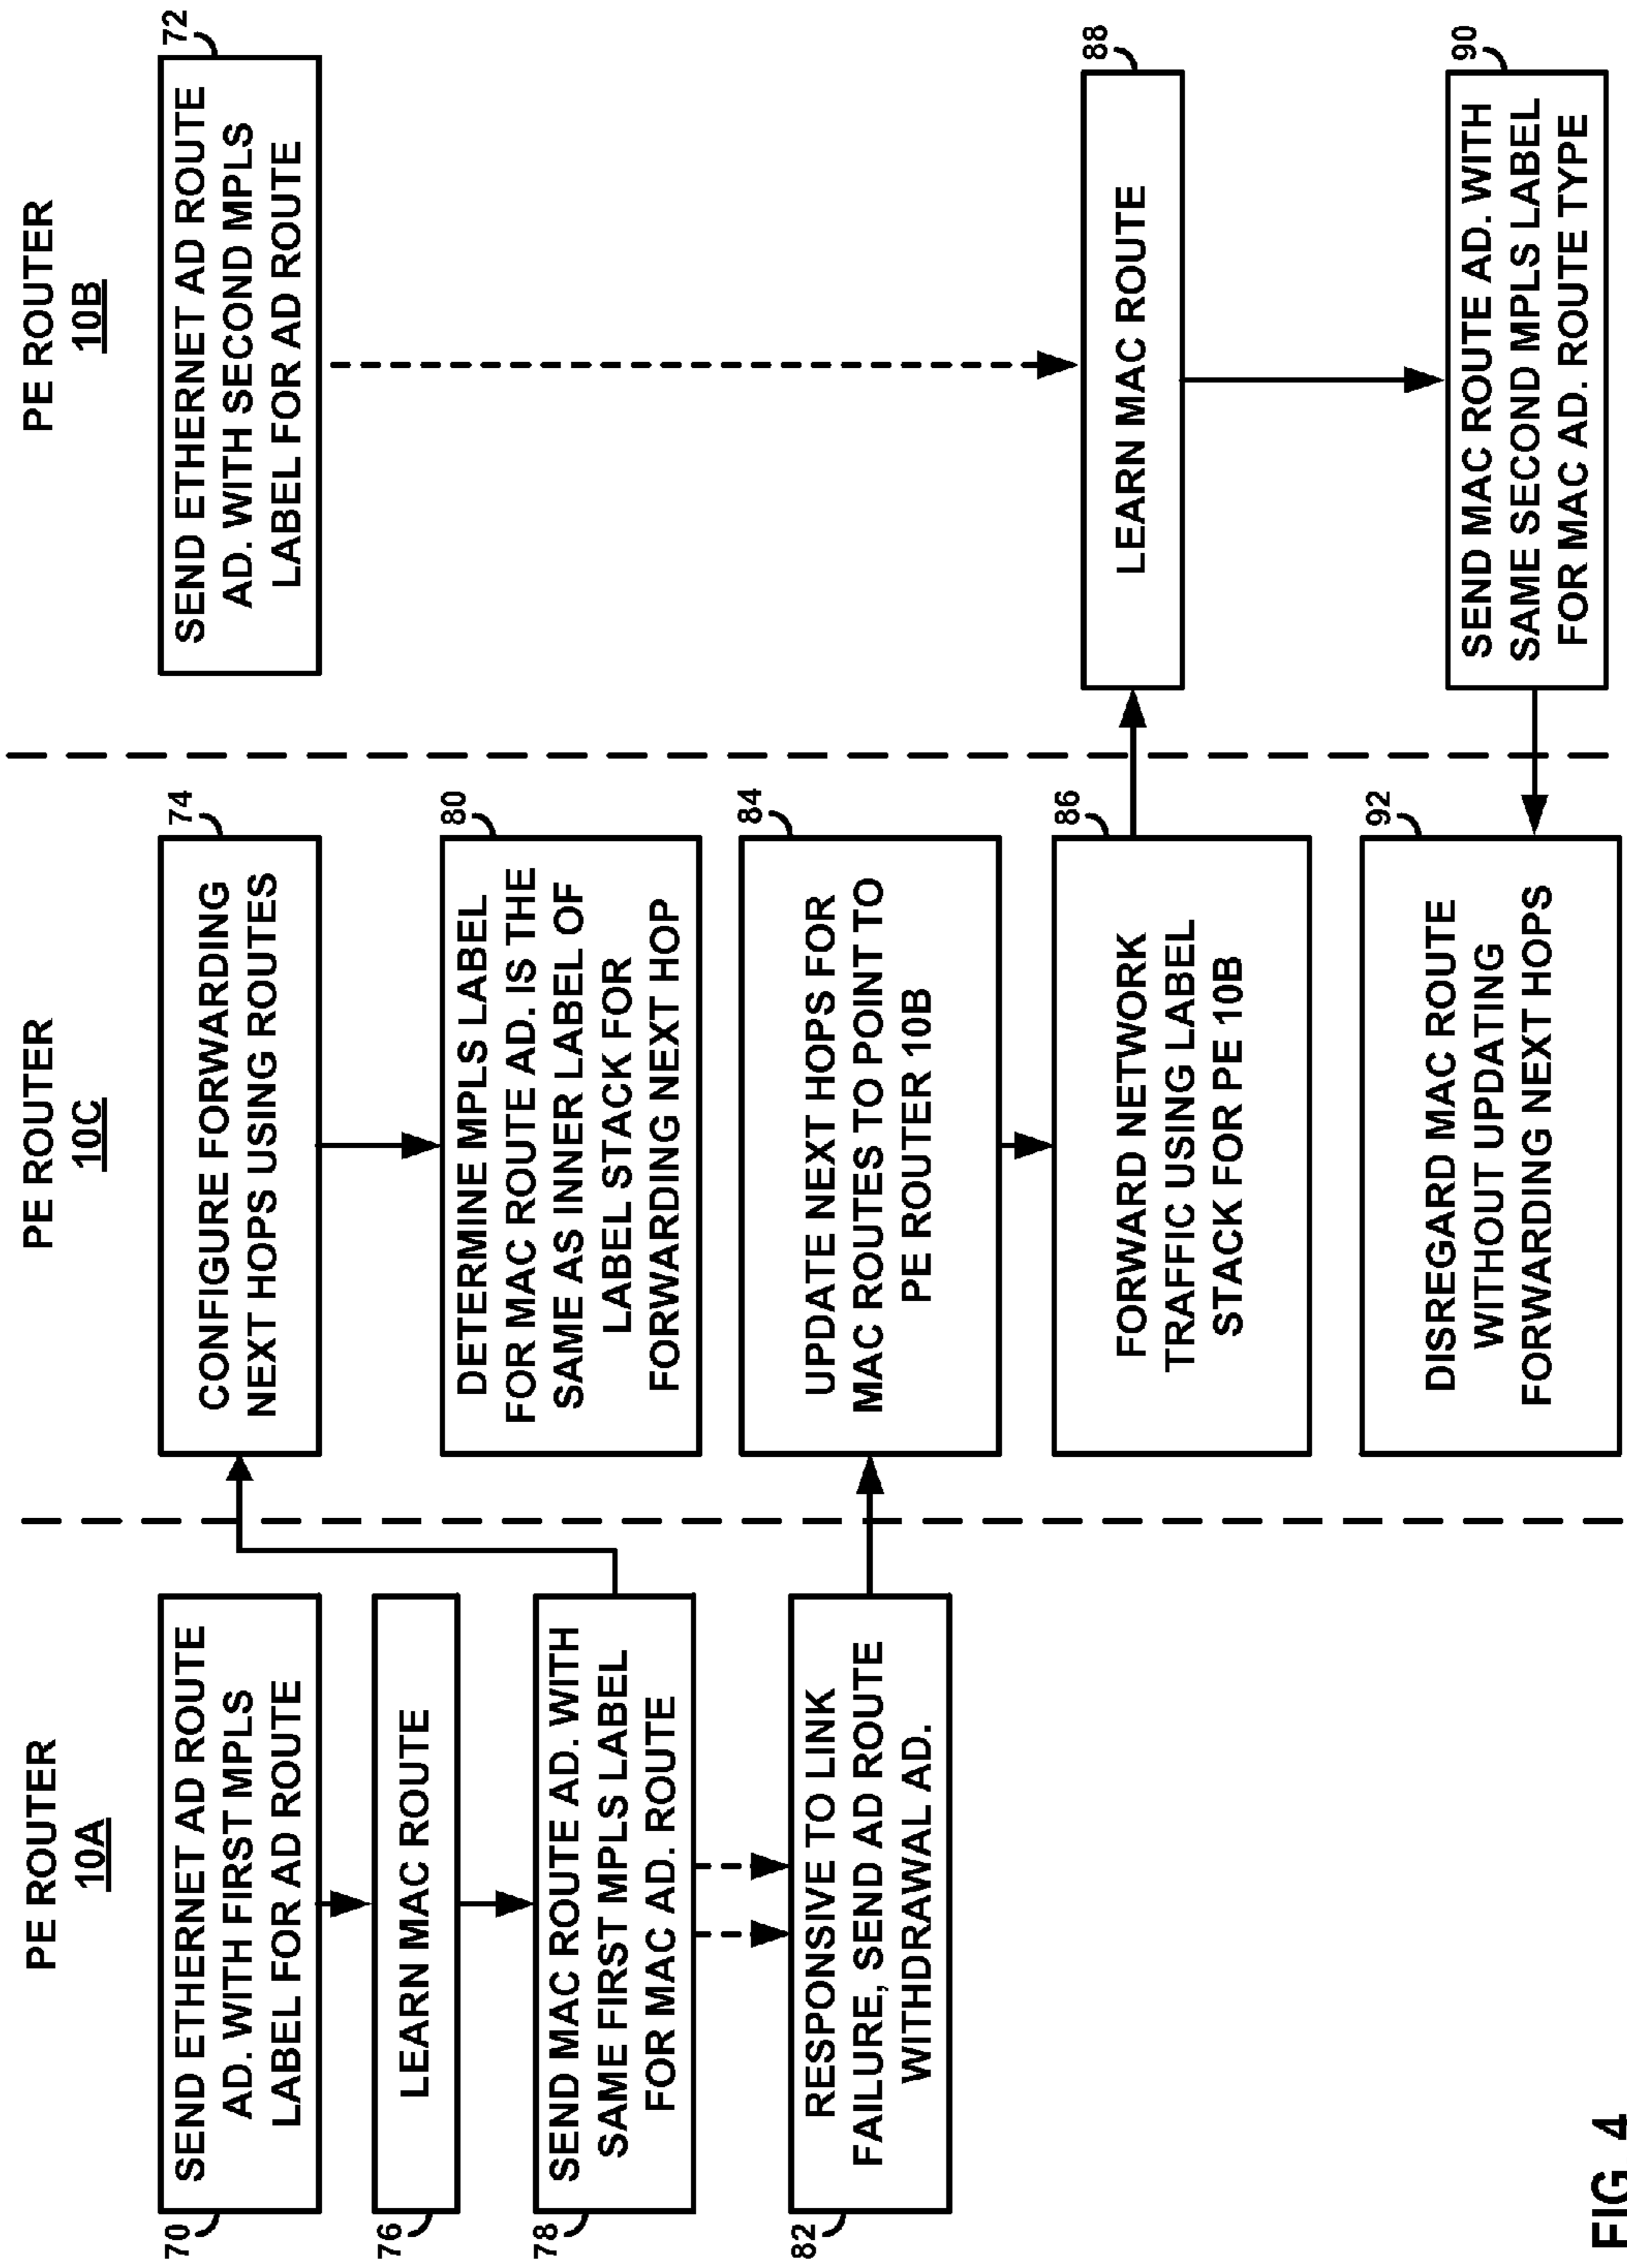 PE ROUTER
10A
70
SEND ETHERNET AD ROUTE
AD. WITH FIRST MPLS
LABEL FOR AD ROUTE
76
LEARN MAC ROUTE
78
SEND MAC ROUTE AD. WITH
SAME FIRST MPLS LABEL
FOR MAC AD. ROUTE
82
RESPONSIVE TO LINK
FAILURE, SEND AD ROUTE
WITHDRAWAL AD.
PE ROUTER
10C
74
CONFIGURE FORWARDING
NEXT HOPS USING ROUTES
80
DETERMINE MPLS LABEL
FOR MAC ROUTE AD. IS THE
SAME AS INNER LABEL OF
LABEL STACK FOR
FORWARDING NEXT HOP
84
UPDATE NEXT HOPS FOR
MAC ROUTES TO POINT TO
PE ROUTER 10B
86
FORWARD NETWORK
TRAFFIC USING LABEL
STACK FOR PE 10B
92
DISREGARD MAC ROUTE
WITHOUT UPDATING
FORWARDING NEXT HOPS
PE ROUTER
10B
72
SEND ETHERNET AD ROUTE
AD. WITH SECOND MPLS
LABEL FOR AD ROUTE
88
LEARN MAC ROUTE
90
SEND MAC ROUTE AD. WITH
SAME SECOND MPLS LABEL
FOR MAC AD. ROUTE TYPE
FIG. 4